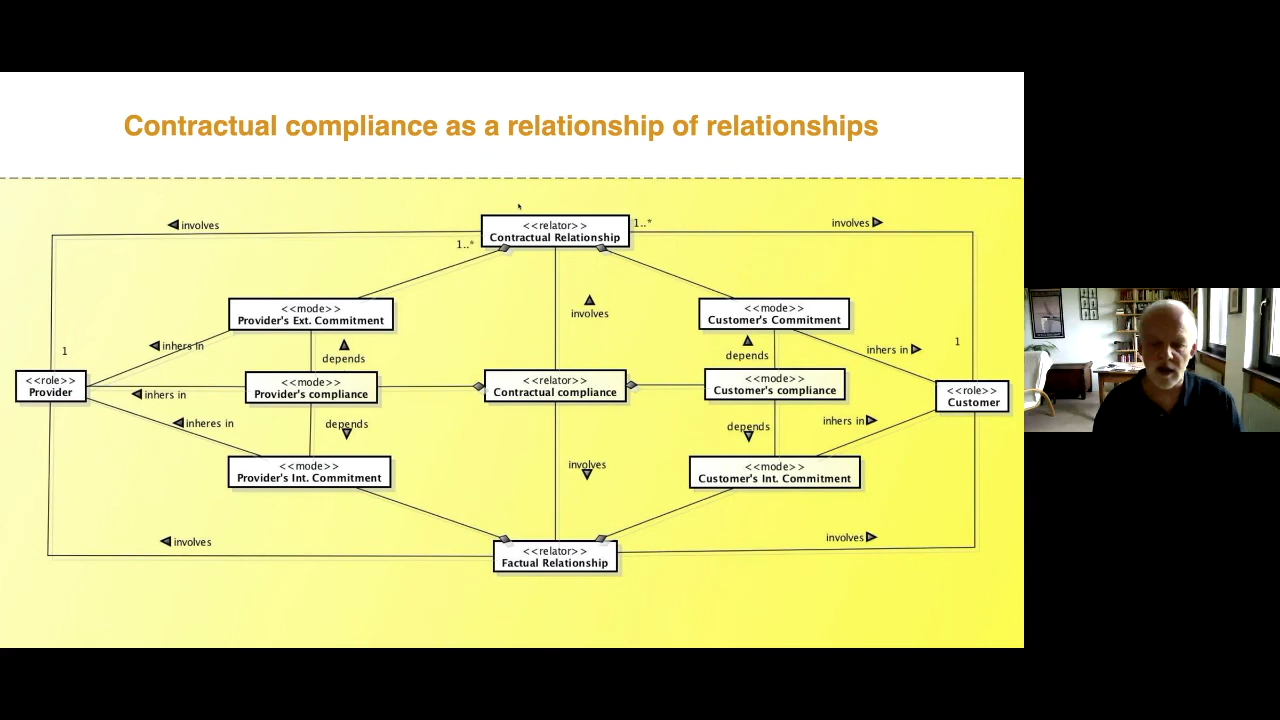 Contractual compliance as a relationship of relationships
involves
<<relator>>
Contractual Relationship
1..*
involves
1..*
<<mode>>
Provider's Ext. Commitment
involves
<<mode>>
Customer's Commitment
inhers in
depends
depends
inhers in
1
1
<<role>>
Provider
inhers in
<<mode>>
Provider's compliance
<<relator>>
Contractual compliance
<<mode>>
Customer's compliance
<<role>>
Customer
inheres in
depends
depends
inhers in
<<mode>>
Provider's Int. Commitment
involves
<<mode>>
Customer's Int. Commitment
involves
<<relator>>
Factual Relationship
involves